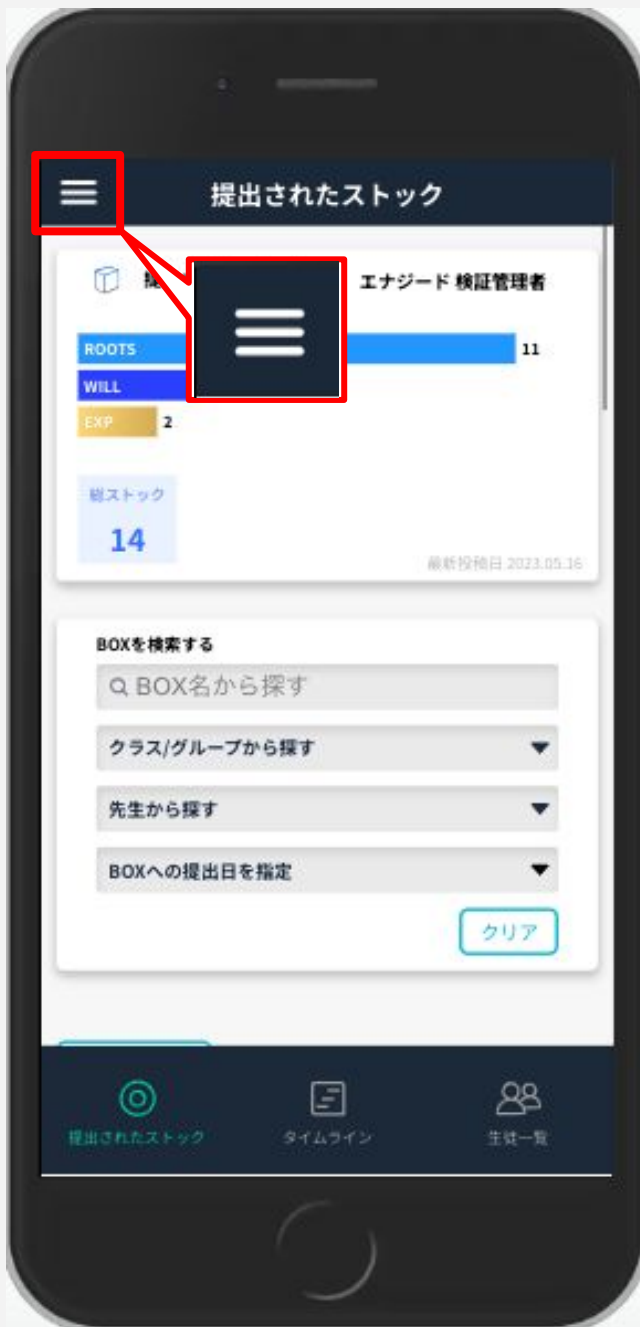 提出されたストック
提
エナジード 検証管理者
ROOTS
11
WILL
EXP
2
総ストック
14
最新投稿日 2023.05.16
BOXを検索する
BOX名から探す
クラス/グループから探す
先生から探す
BOXへの提出日を指定
クリア
提出されたストック
タイムライン
生徒一覧